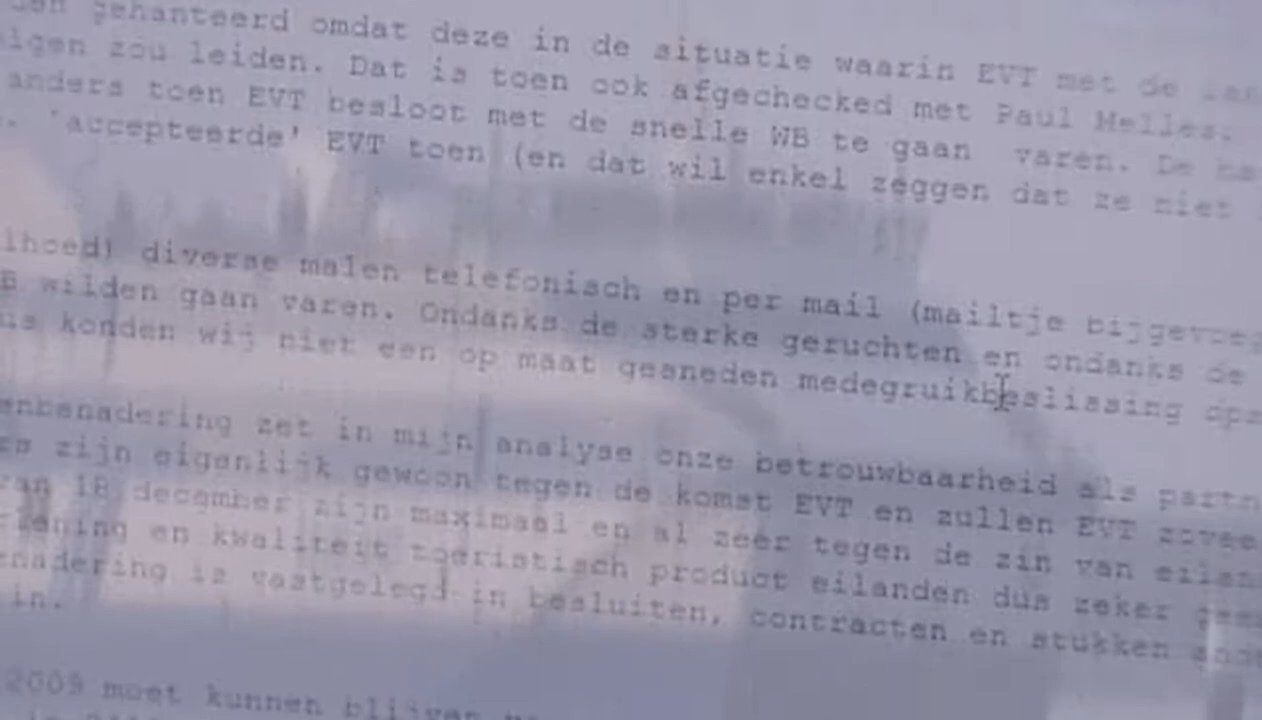 gehanteerd omdat deze in de situatie waarin EVT met de
zou leiden. Dat is toen ook afgechecked met Paul Melles.
anders toen EVT besloot met de snelle WB te gaan varen. De
'accepteerde' EVT toen (en dat wil enkel zeggen dat ze niet
lhoed) diverse malen telefonisch en per mail (mailtje
B wilden gaan varen. Ondanks de sterke geruchten en ondanks de
us konden wij niet een op maat gesneden medegruikbeslissing
enbenadering zet in mijn analyse onze betrouwbaarheid als
zijn eigenlijk gewoon tegen de komst EVT en zullen EVT
van 18 december zijn maximaal en al zeer tegen de zin van
en kwaliteit toeristisch product eilanden dus zeker
enadering is vastgelegd in besluiten, contracten en stukken
in.
2009 moet kunnen blijven